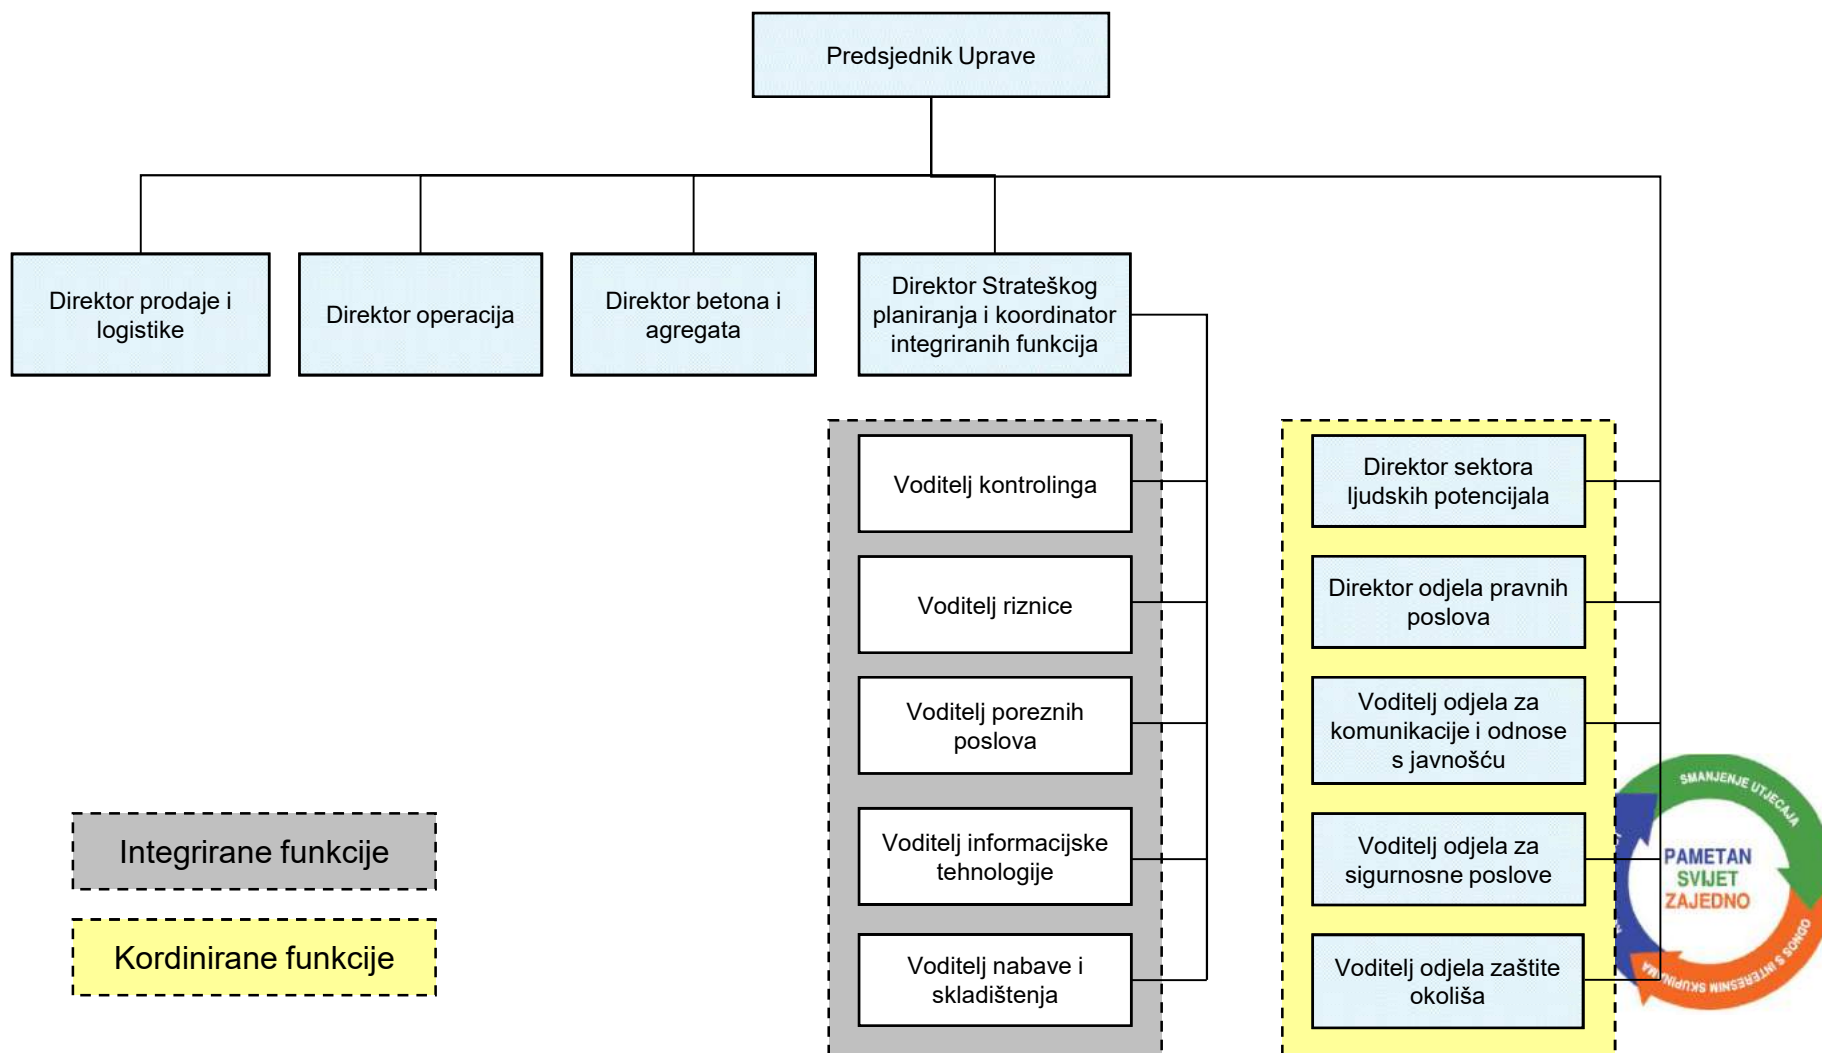 Predsjednik Uprave
Direktor prodaje i
logistike
Direktor operacija
Direktor betona i
agregata
Direktor Strateškog
planiranja i koordinator
integriranih funkcija
Voditelj kontrolinga
Voditelj riznice
Voditelj poreznih
poslova
Voditelj informacijske
tehnologije
Voditelj nabave i
skladištenja
Direktor sektora
ljudskih potencijala
Direktor odjela pravnih
poslova
Voditelj odjela za
komunikacije i odnose
s javnošću
Voditelj odjela za
sigurnosne poslove
Voditelj odjela zaštite
okoliša
Integrirane funkcije
Kordinirane funkcije
SMANJENJE UTJECAJA
PAMETAN
SVIJET
ZAJEDNO
ODNOS S INTERESNIM SKUPINAMA